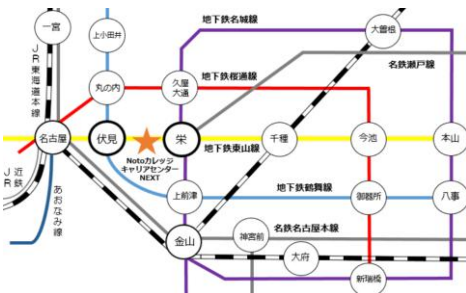 一宮
上小田井
地下鉄名城線
大曽根
JR東海道本線
丸の内
久屋
大通
地下鉄桜通線
名鉄瀬戸線
名古屋
伏見
栄
千種
今池
本山
Notoカレッジ
キャリアセンター
NEXT
地下鉄東山線
近鉄
JR
あおなみ線
上前津
地下鉄鶴舞線
御器所
八事
金山
神宮前
名鉄名古屋本線
大府
新瑞橋